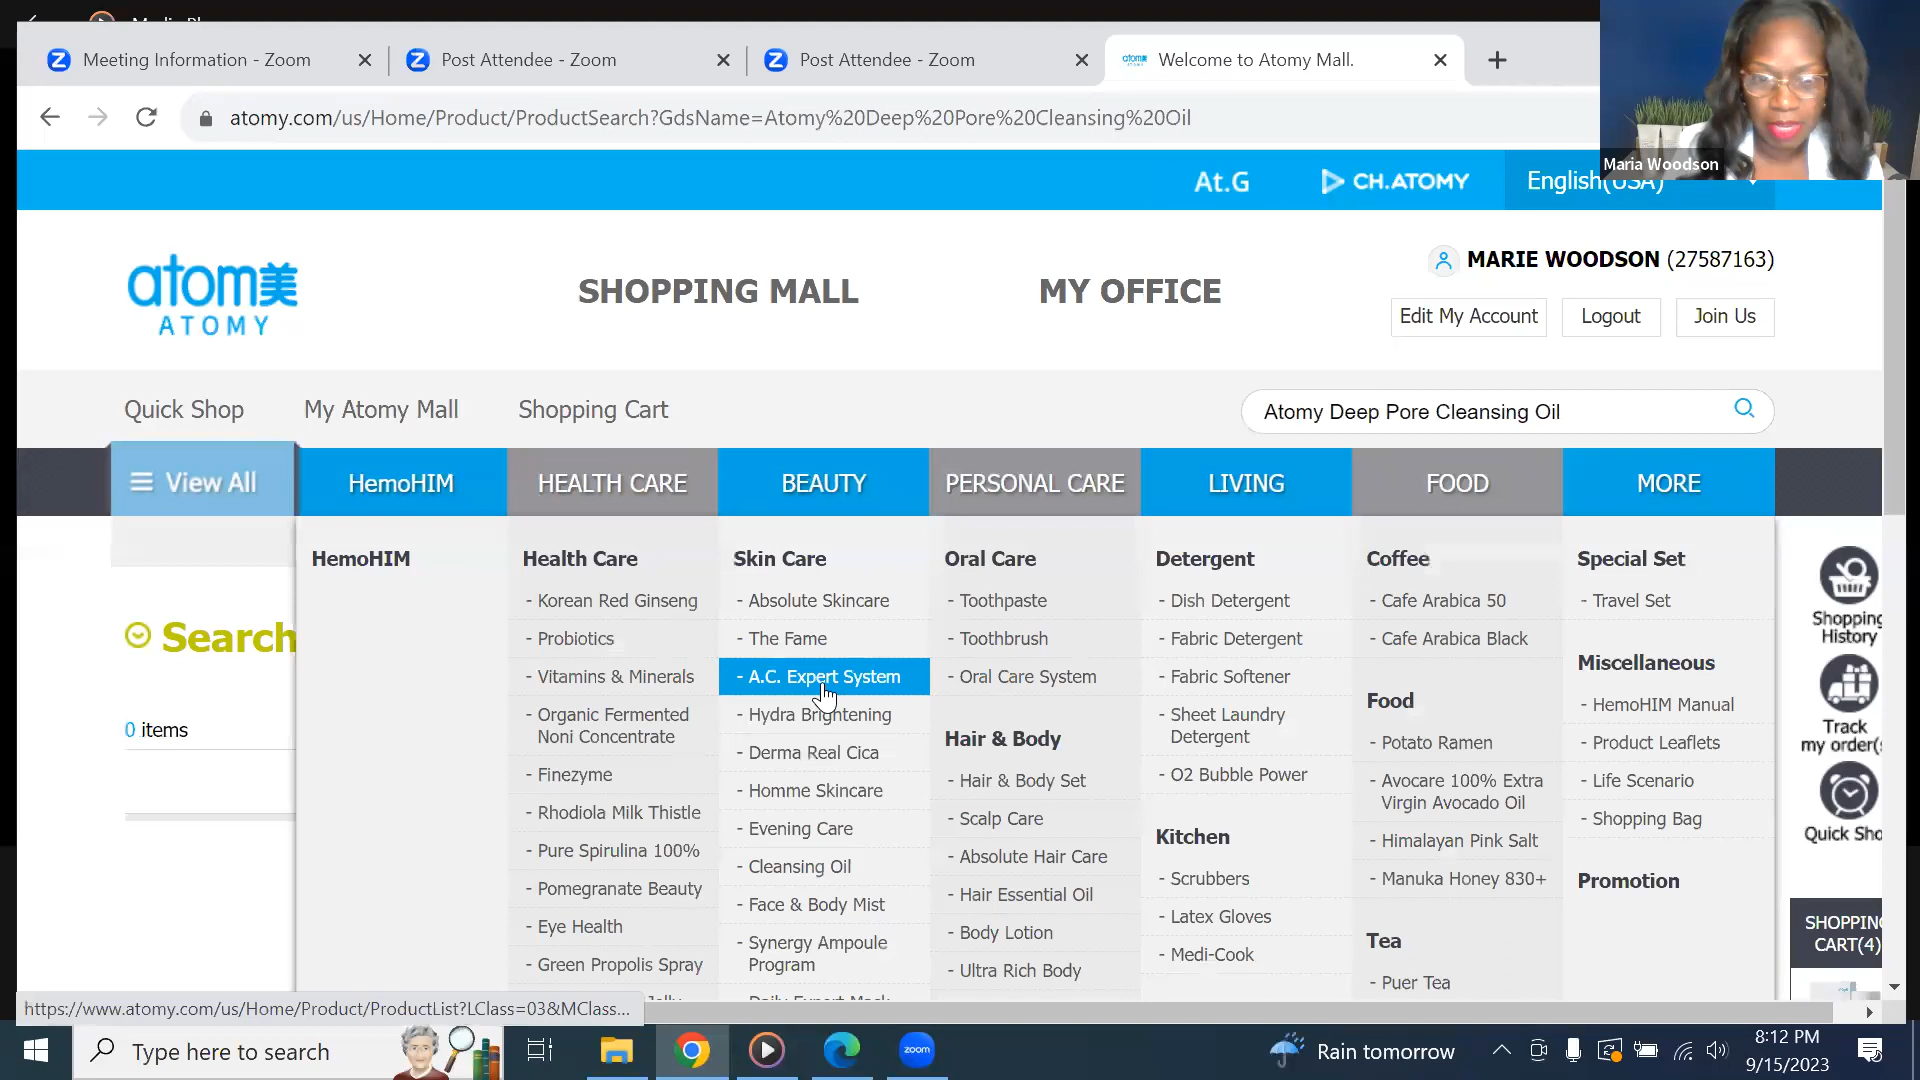 Meeting Information - Zoom
Post Attendee - Zoom
Post Attendee - Zoom
atomy
Welcome to Atomy Mall.
atomy.com/us/Home/Product/ProductSearch?GdsName=Atomy%20Deep%20Pore%20Cleansing%20Oil
Maria Woodson
At.G
CH.ATOMY
English(USA)
atom美
ATOMY
SHOPPING MALL
MY OFFICE
MARIE WOODSON (27587163)
Edit My Account
Logout
Join Us
Quick Shop
My Atomy Mall
Shopping Cart
Atomy Deep Pore Cleansing Oil
View All
HemoHIM
HEALTH CARE
BEAUTY
PERSONAL CARE
LIVING
FOOD
MORE
Search
0 items
HemoHIM
Health Care
- Korean Red Ginseng
- Probiotics
- Vitamins & Minerals
- Organic Fermented
Noni Concentrate
- Finezyme
- Rhodiola Milk Thistle
- Pure Spirulina 100%
- Pomegranate Beauty
- Eye Health
- Green Propolis Spray
Skin Care
- Absolute Skincare
- The Fame
- A.C. Expert System
- Hydra Brightening
- Derma Real Cica
- Homme Skincare
- Evening Care
- Cleansing Oil
- Face & Body Mist
- Synergy Ampoule
Program
- Daily Expert Mask
Oral Care
- Toothpaste
- Toothbrush
- Oral Care System
Hair & Body
- Hair & Body Set
- Scalp Care
- Absolute Hair Care
- Hair Essential Oil
- Body Lotion
- Ultra Rich Body
Detergent
- Dish Detergent
- Fabric Detergent
- Fabric Softener
- Sheet Laundry
Detergent
- O2 Bubble Power
Kitchen
- Scrubbers
- Latex Gloves
- Medi-Cook
Coffee
- Cafe Arabica 50
- Cafe Arabica Black
Food
- Potato Ramen
- Avocare 100% Extra
Virgin Avocado Oil
- Himalayan Pink Salt
- Manuka Honey 830+
Tea
- Puer Tea
Special Set
- Travel Set
Miscellaneous
- HemoHIM Manual
- Product Leaflets
- Life Scenario
- Shopping Bag
Promotion
Shopping
History
Track
my order(
Quick Sho
SHOPPING
CART(4)
https://www.atomy.com/us/Home/Product/ProductList?LClass=03&MClass...
Type here to search
zoom
Rain tomorrow
8:12 PM
9/15/2023